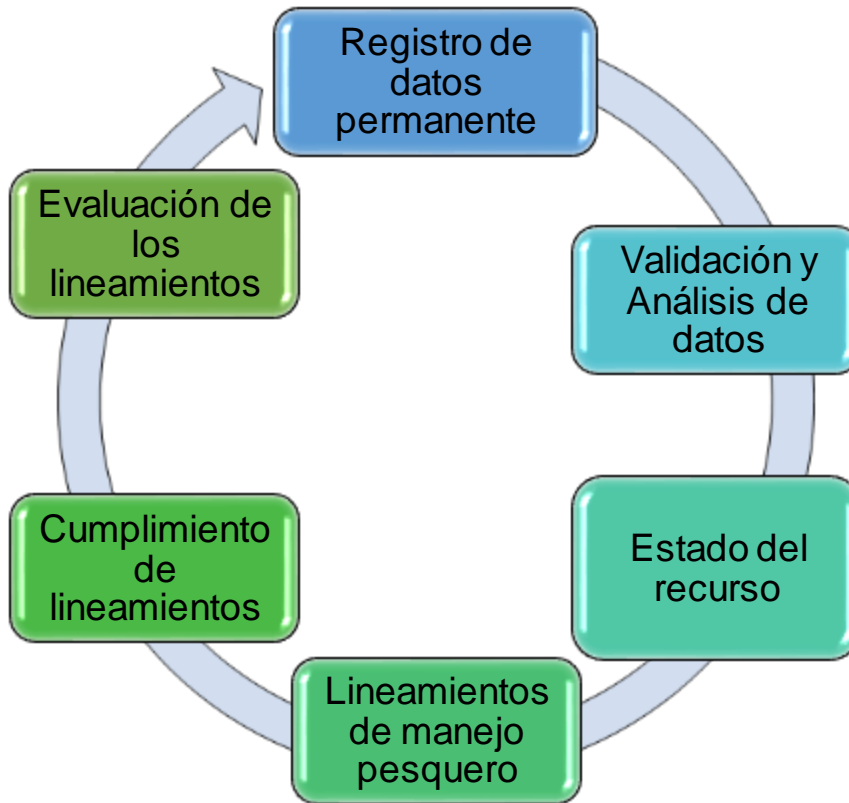 Registro de
datos
permanente
Validación y
Análisis de
datos
Estado del
recurso
Lineamientos
de manejo
pesquero
Cumplimiento
de
lineamientos
Evaluación de
los
lineamientos